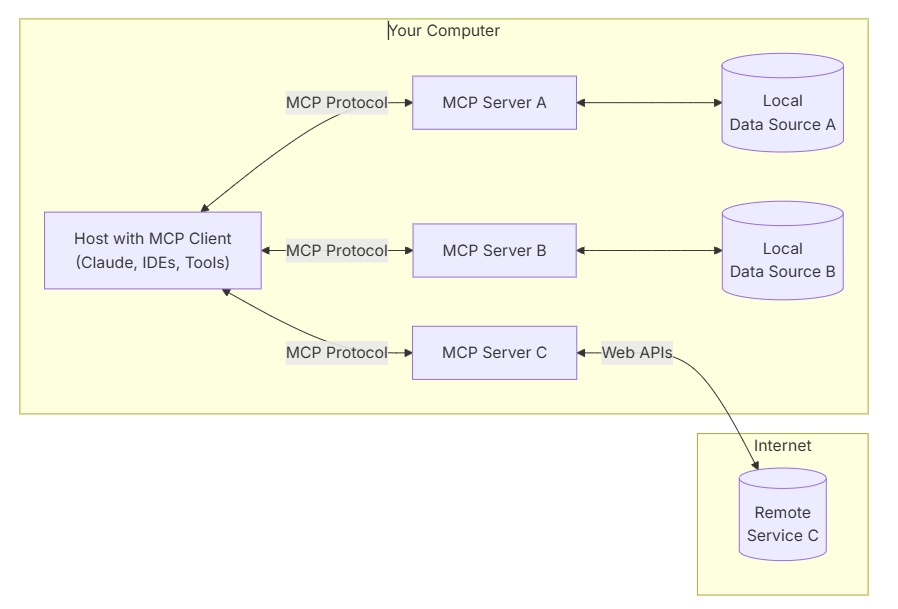 Your Computer
MCP Protocol
MCP Server A
Local
Data Source A
Host with MCP Client
(Claude, IDEs, Tools)
MCP Protocol
MCP Server B
Local
Data Source B
MCP Protocol
MCP Server C
Web APIs
Internet
Remote
Service C